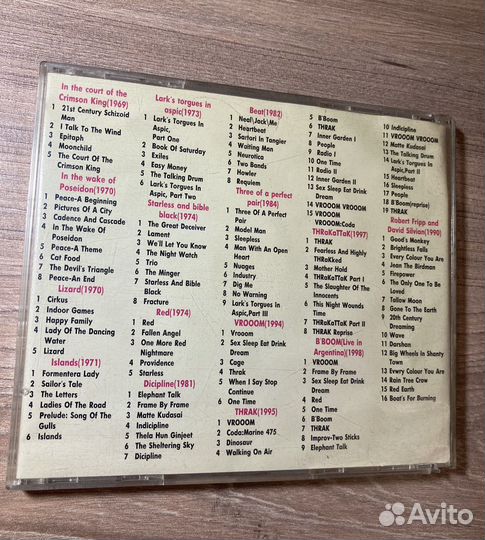 In the court of the
Crimson King(1969)
1 21st Century Schizoid
Man
2 I Talk To The Wind
3 Epitaph
4 Moonchild
5 The Court Of The
Crimson King
In the wake of
Poseidon(1970)
1 Peace-A Beginning
2 Pictures Of A City
3 Cadence And Cascade
4 In The Wake Of
Poseidon
5 Peace-A Theme
6 Cat Food
7 The Devil's Triangle
8 Peace-An End
Lizard(1970)
1 Cirkus
2 Indoor Games
3 Happy Family
4 Lady Of The Dancing
Water
5 Lizard
Islands(1971)
1 Formentera Lady
2 Sailor's Tale
3 The Letters
4 Ladies Of The Road
5 Prelude: Song Of The
Gulls
6 Islands
Lark's torgues in
aspic(1973)
1 Lark's Torgues In
Aspic,
Part One
2 Book Of Saturday
3 Exiles
4 Easy Money
5 The Talking Drum
6 Lark's Torgues In
Aspic, Part Two
Starless and bible
black(1974)
1 The Great Deceiver
2 Lament
3 We'll Let You Know
4 The Night Watch
5 Trio
6 The Minger
7 Starless And Bible
Black
8 Fracture
Red(1974)
1 Red
2 Fallen Angel
3 One More Red
Nightmare
4 Providence
5 Starless
Dicipline(1981)
1 Elephant Talk
2 Frame By Frame
3 Matte Kudasai
4 Indicipline
5 Thela Hun Ginjeet
6 The Sheltering Sky
7 Dicipline
Beat(1982)
1 Neal\Jack\Me
2 Heartbeat
3 Sartori In Tangier
4 Waiting Man
5 Neurotica
6 Two Bands
7 Howler
8 Requiem
Three of a perfect
pair(1984)
1 Three Of A Perfect
Pair
2 Model Man
3 Sleepless
4 Man With An Open
Heart
5 Nuages
6 Industry
7 Dig Me
8 No Warning
9 Lark's Torgues In
Aspic,Part III
VROOOM(1994)
1 Vrooom
2 Sex Sleep Eat Drink
Dream
3 Cage
4 Thrak
5 When I Say Stop
Continue
6 One Time
THRAK(1995)
1 VROOOM
2 Coda:Marine 475
3 Dinosaur
4 Walking On Air
5 B'Boom
6 THRAK
7 Inner Garden I
8 People
9 Radio I
10 One Time
11 Radio II
12 Inner Garden II
13 Sex Sleep Eat Drink
Dream
14 VROOOM VROOOM
15 VROOOM
VROOOM:Coda
THRaKaTTaK(1997)
1 THRAK
2 Fearless And Highly
THRaKked
3 Mother Hold
4 THRaKaTTaK Part I
5 The Slaughter Of The
Innocents
6 This Night Wounds
Time
7 THRaKaTTaK Part II
8 THRAK Reprise
B'BOOM(Live in
Argentina)(1998)
1 VROOOM
2 Frame By Frame
3 Sex Sleep Eat Drink
Dream
4 Red
5 One Time
6 B'Boom
7 THRAK
8 Improv-Two Sticks
9 Elephant Talk
10 Indicipline
11 VROOOM VROOOM
12 Matte Kudasai
13 The Talking Drum
14 Lark's Torgues In
Aspic,Part II
15 Heartbeat
16 Sleepless
17 People
18 B'Boom(reprise)
19 THRAK
Robert Fripp and
David Silvian(1990)
1 Good's Monkey
2 Brightless Falls
3 Every Colour You Are
4 Jean The Birdman
5 Firepower
6 The Only One To Be
Loved
7 Tallow Moon
8 Gone To The Earth
9 20th Century
Dreaming
10 Wave
11 Darshan
12 Big Wheels In Shanty
Town
13 Every Colour You Are
14 Rain Tree Crow
15 Red Earth
16 Boat's For Burning
Avito